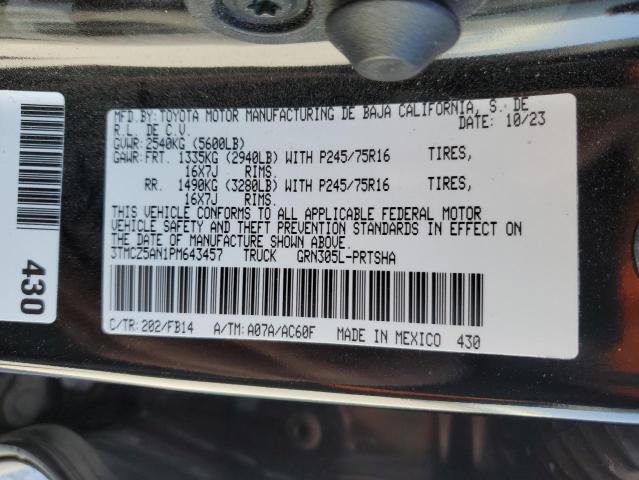 MFD.BY: TOYOTA MOTOR MANUFACTURING DE BAJA CALIFORNIA, S. DE
R.L. DE C.V. DATE: 10/23
GVWR: 2540KG (5600LB)
GAWR: FRT. 1335KG (2940LB) WITH P245/75R16 TIRES,
16X7J RIMS.
RR. 1490KG (3280LB) WITH P245/75R16 TIRES,
16X7J RIMS.
THIS VEHICLE CONFORMS TO ALL APPLICABLE FEDERAL MOTOR
VEHICLE SAFETY AND THEFT PREVENTION STANDARDS IN EFFECT ON
THE DATE OF MANUFACTURE SHOWN ABOVE.
3TMCZ5AN1PM643457 TRUCK GRN305L-PRTSHA
C/TR: 202/FB14 A/TM: A07A/AC60F MADE IN MEXICO 430
430